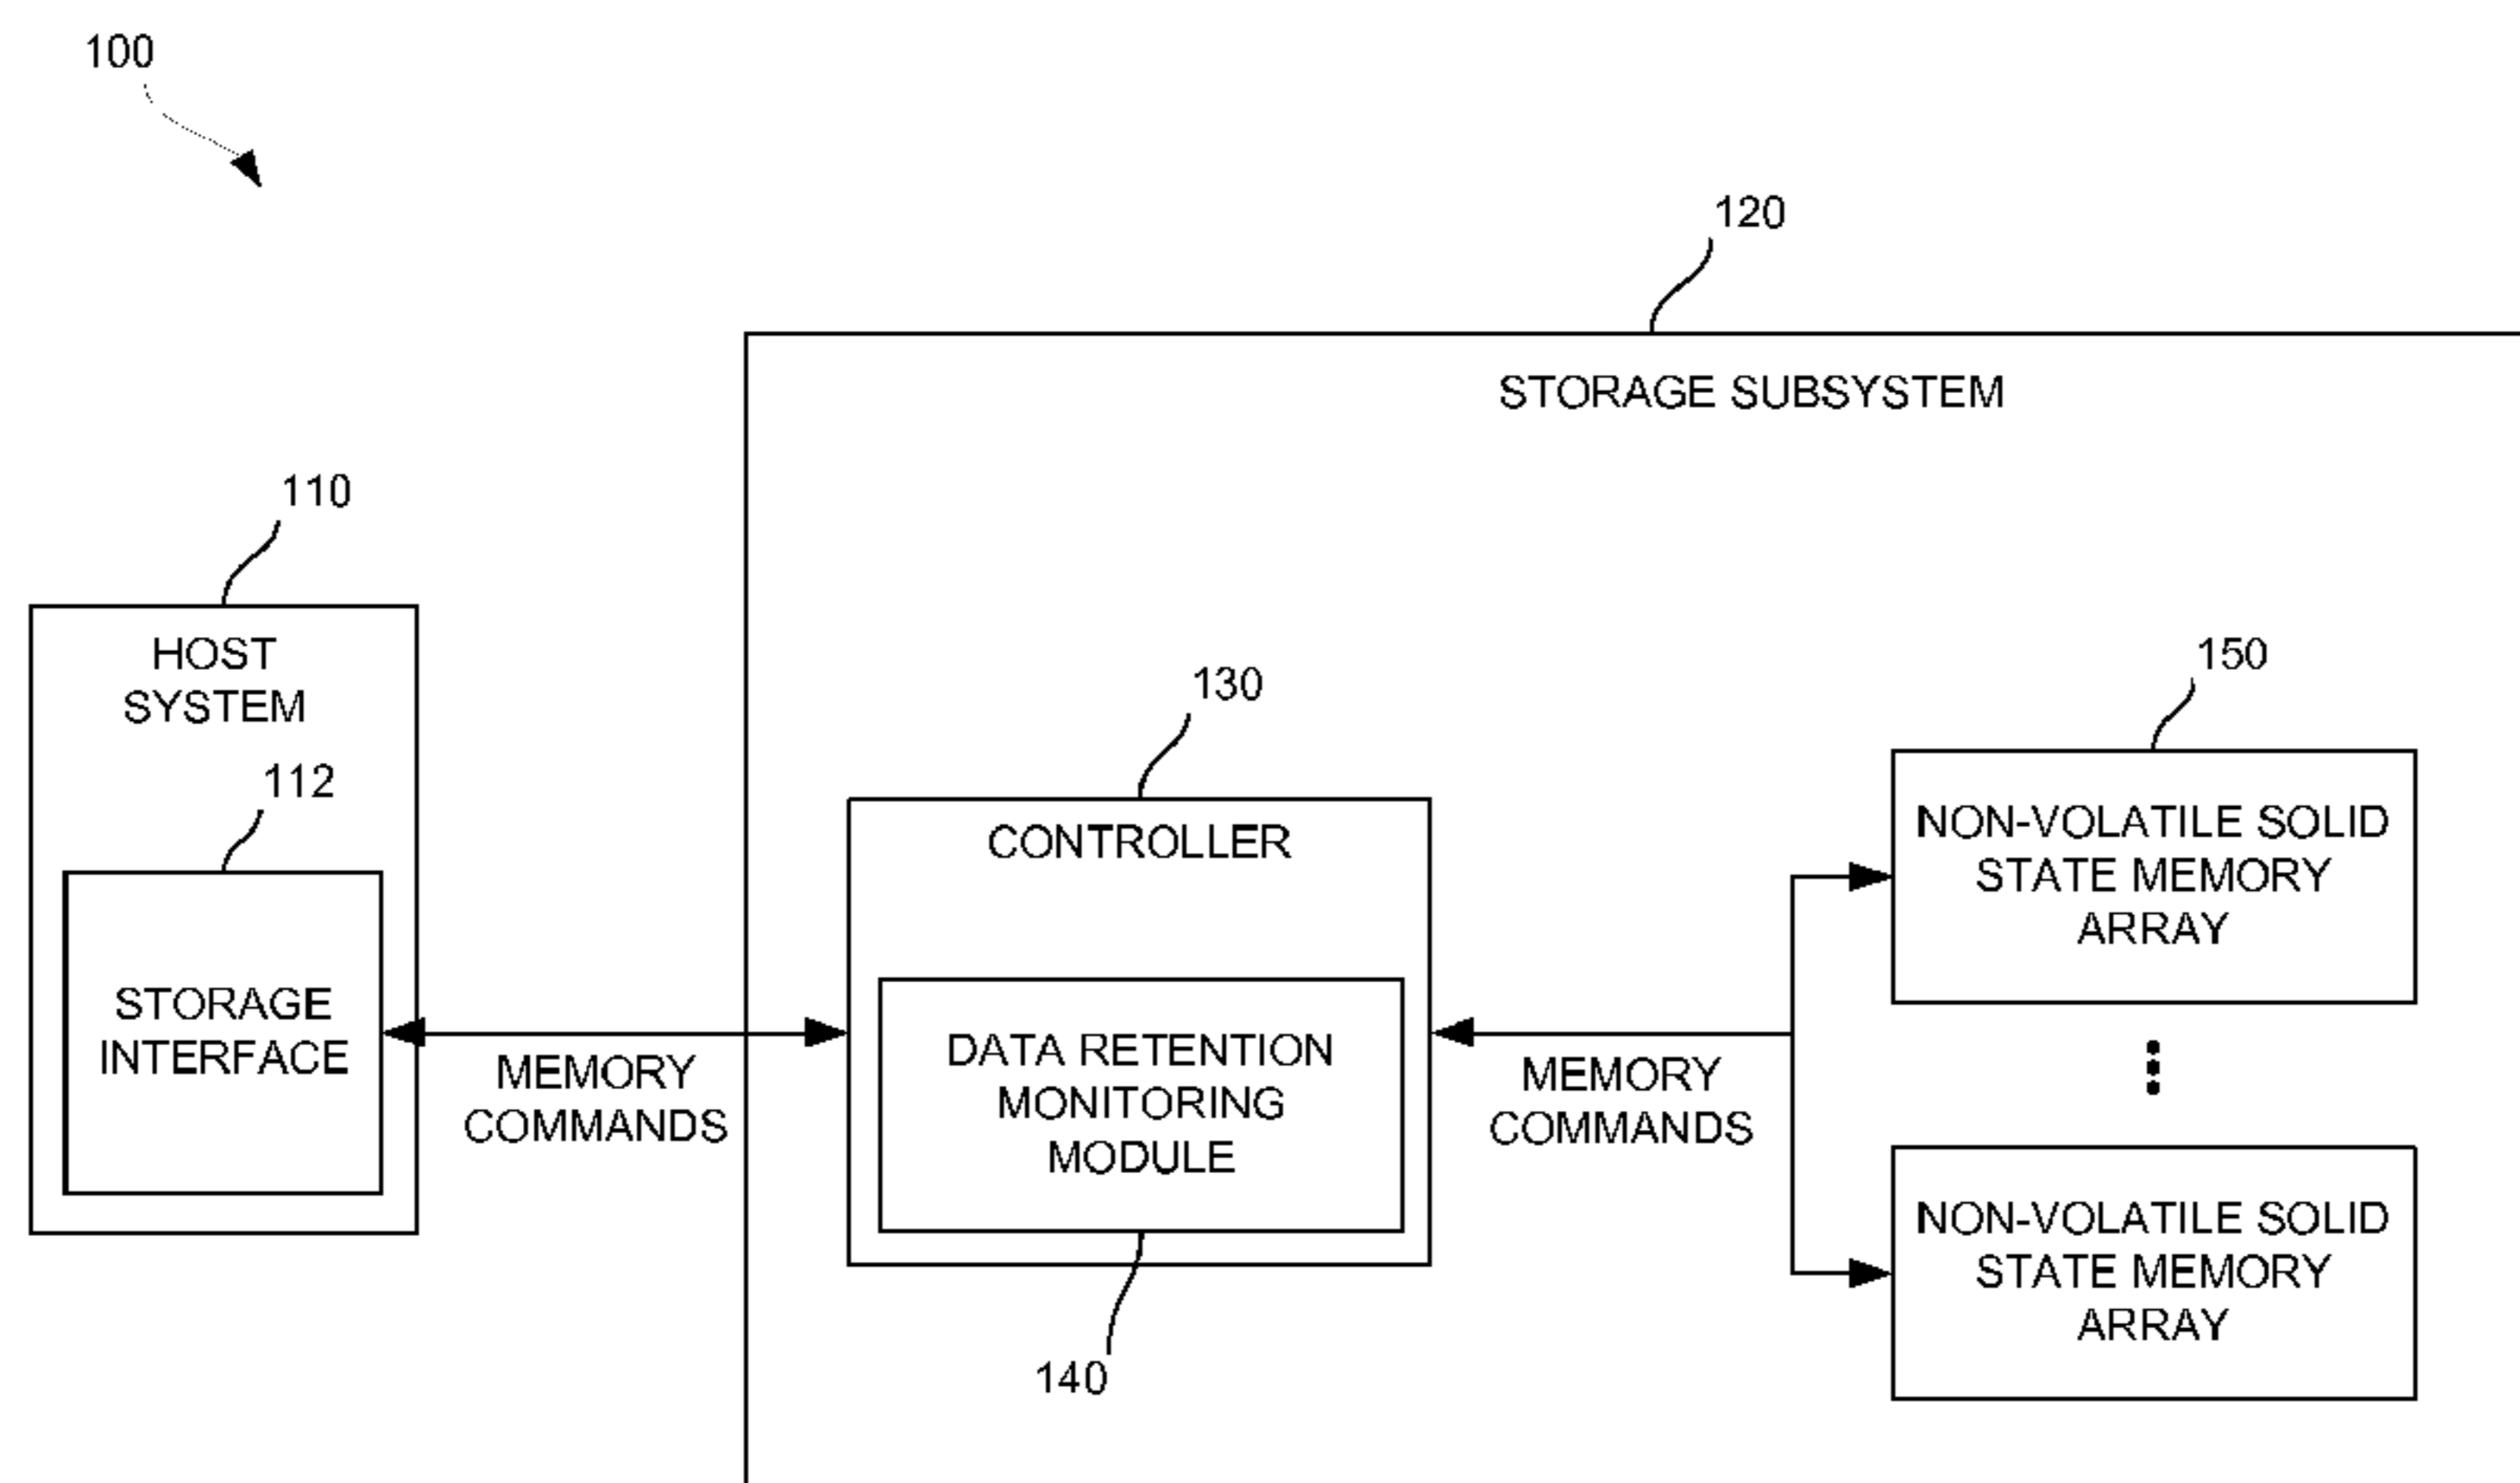 100
120
STORAGE SUBSYSTEM
110
HOST
SYSTEM
112
STORAGE
INTERFACE
MEMORY
COMMANDS
130
CONTROLLER
DATA RETENTION
MONITORING
MODULE
140
MEMORY
COMMANDS
150
NON-VOLATILE SOLID
STATE MEMORY
ARRAY
NON-VOLATILE SOLID
STATE MEMORY
ARRAY